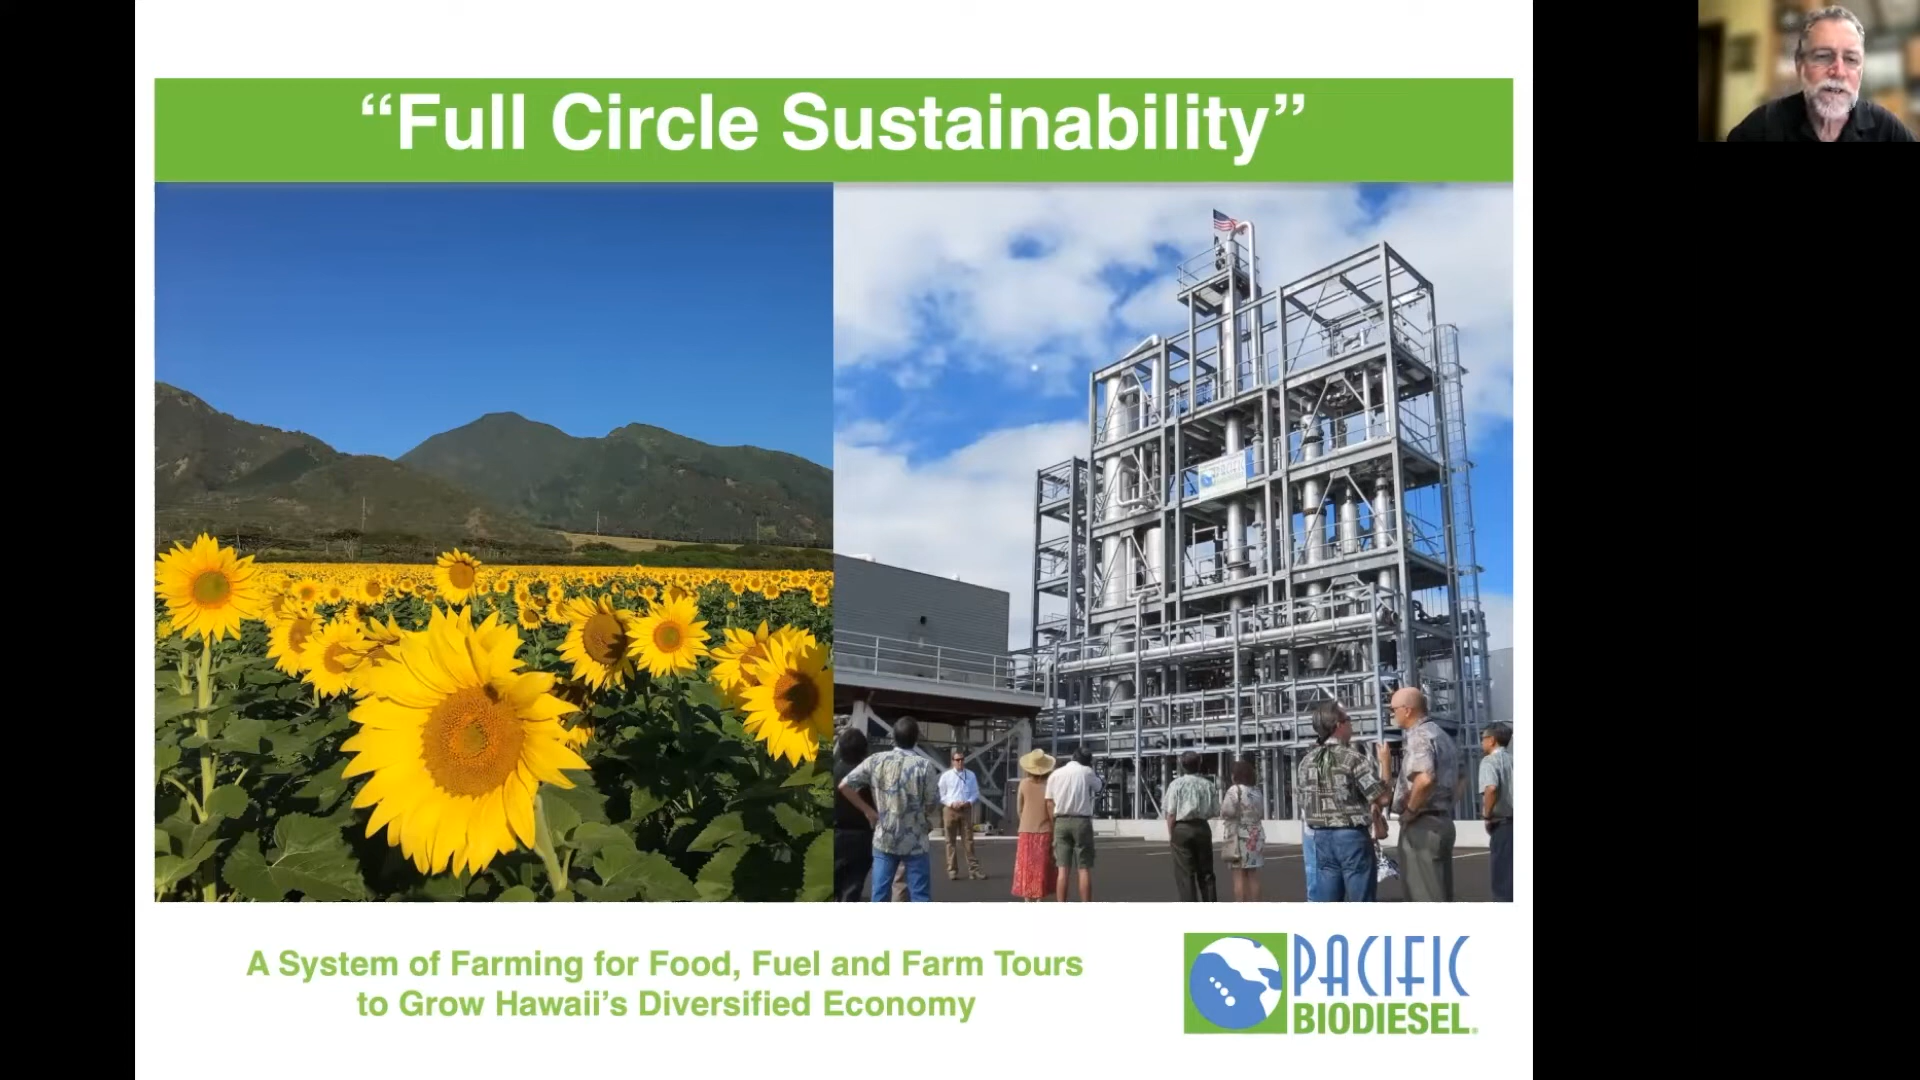 “Full Circle Sustainability”
PACIFIC
A System of Farming for Food, Fuel and Farm Tours
to Grow Hawaii’s Diversified Economy
PACIFIC
BIODIESEL®